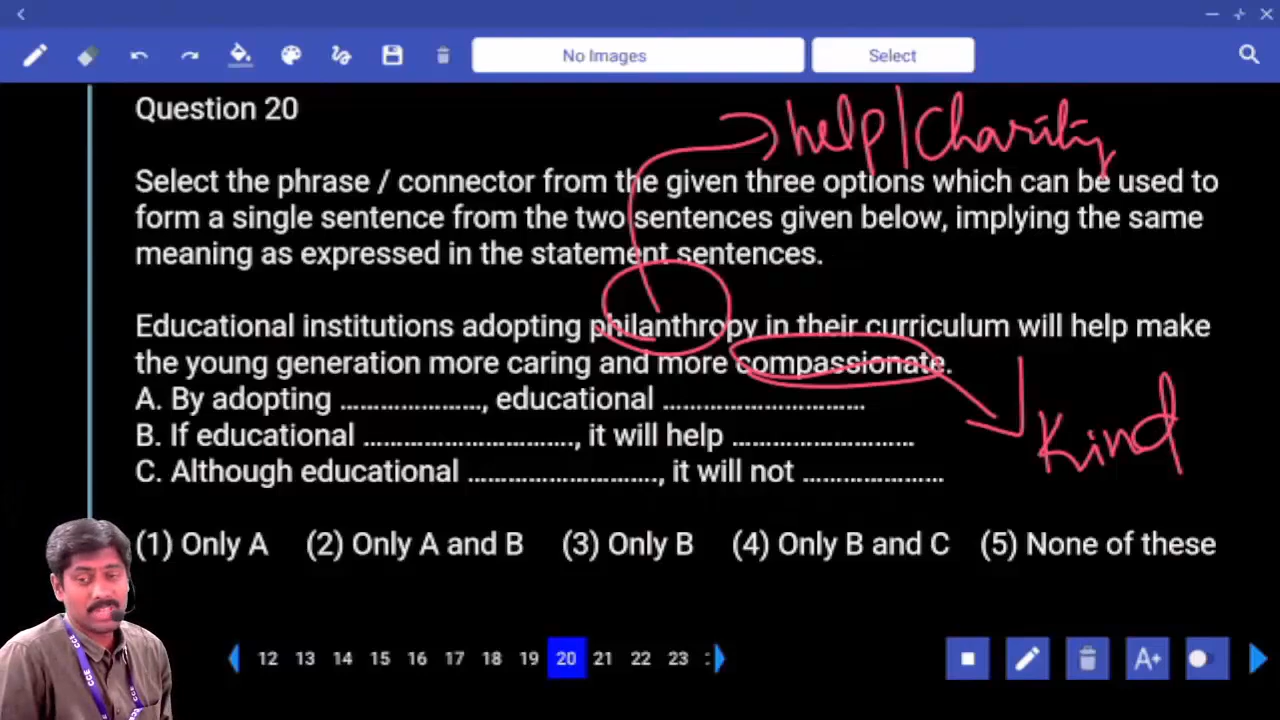 No Images
Select
Question 20
help/Charity
Select the phrase / connector from the given three options which can be used to
form a single sentence from the two sentences given below, implying the same
meaning as expressed in the statement sentences.
Educational institutions adopting philanthropy in their curriculum will help make
the young generation more caring and more compassionate.
Kind
A. By adopting ....................., educational ..............................
B. If educational ..............................., it will help ...........................
C. Although educational ............................, it will not .....................
(1) Only A (2) Only A and B (3) Only B (4) Only B and C (5) None of these
12 13 14 15 16 17 18 19 20 21 22 23
A+